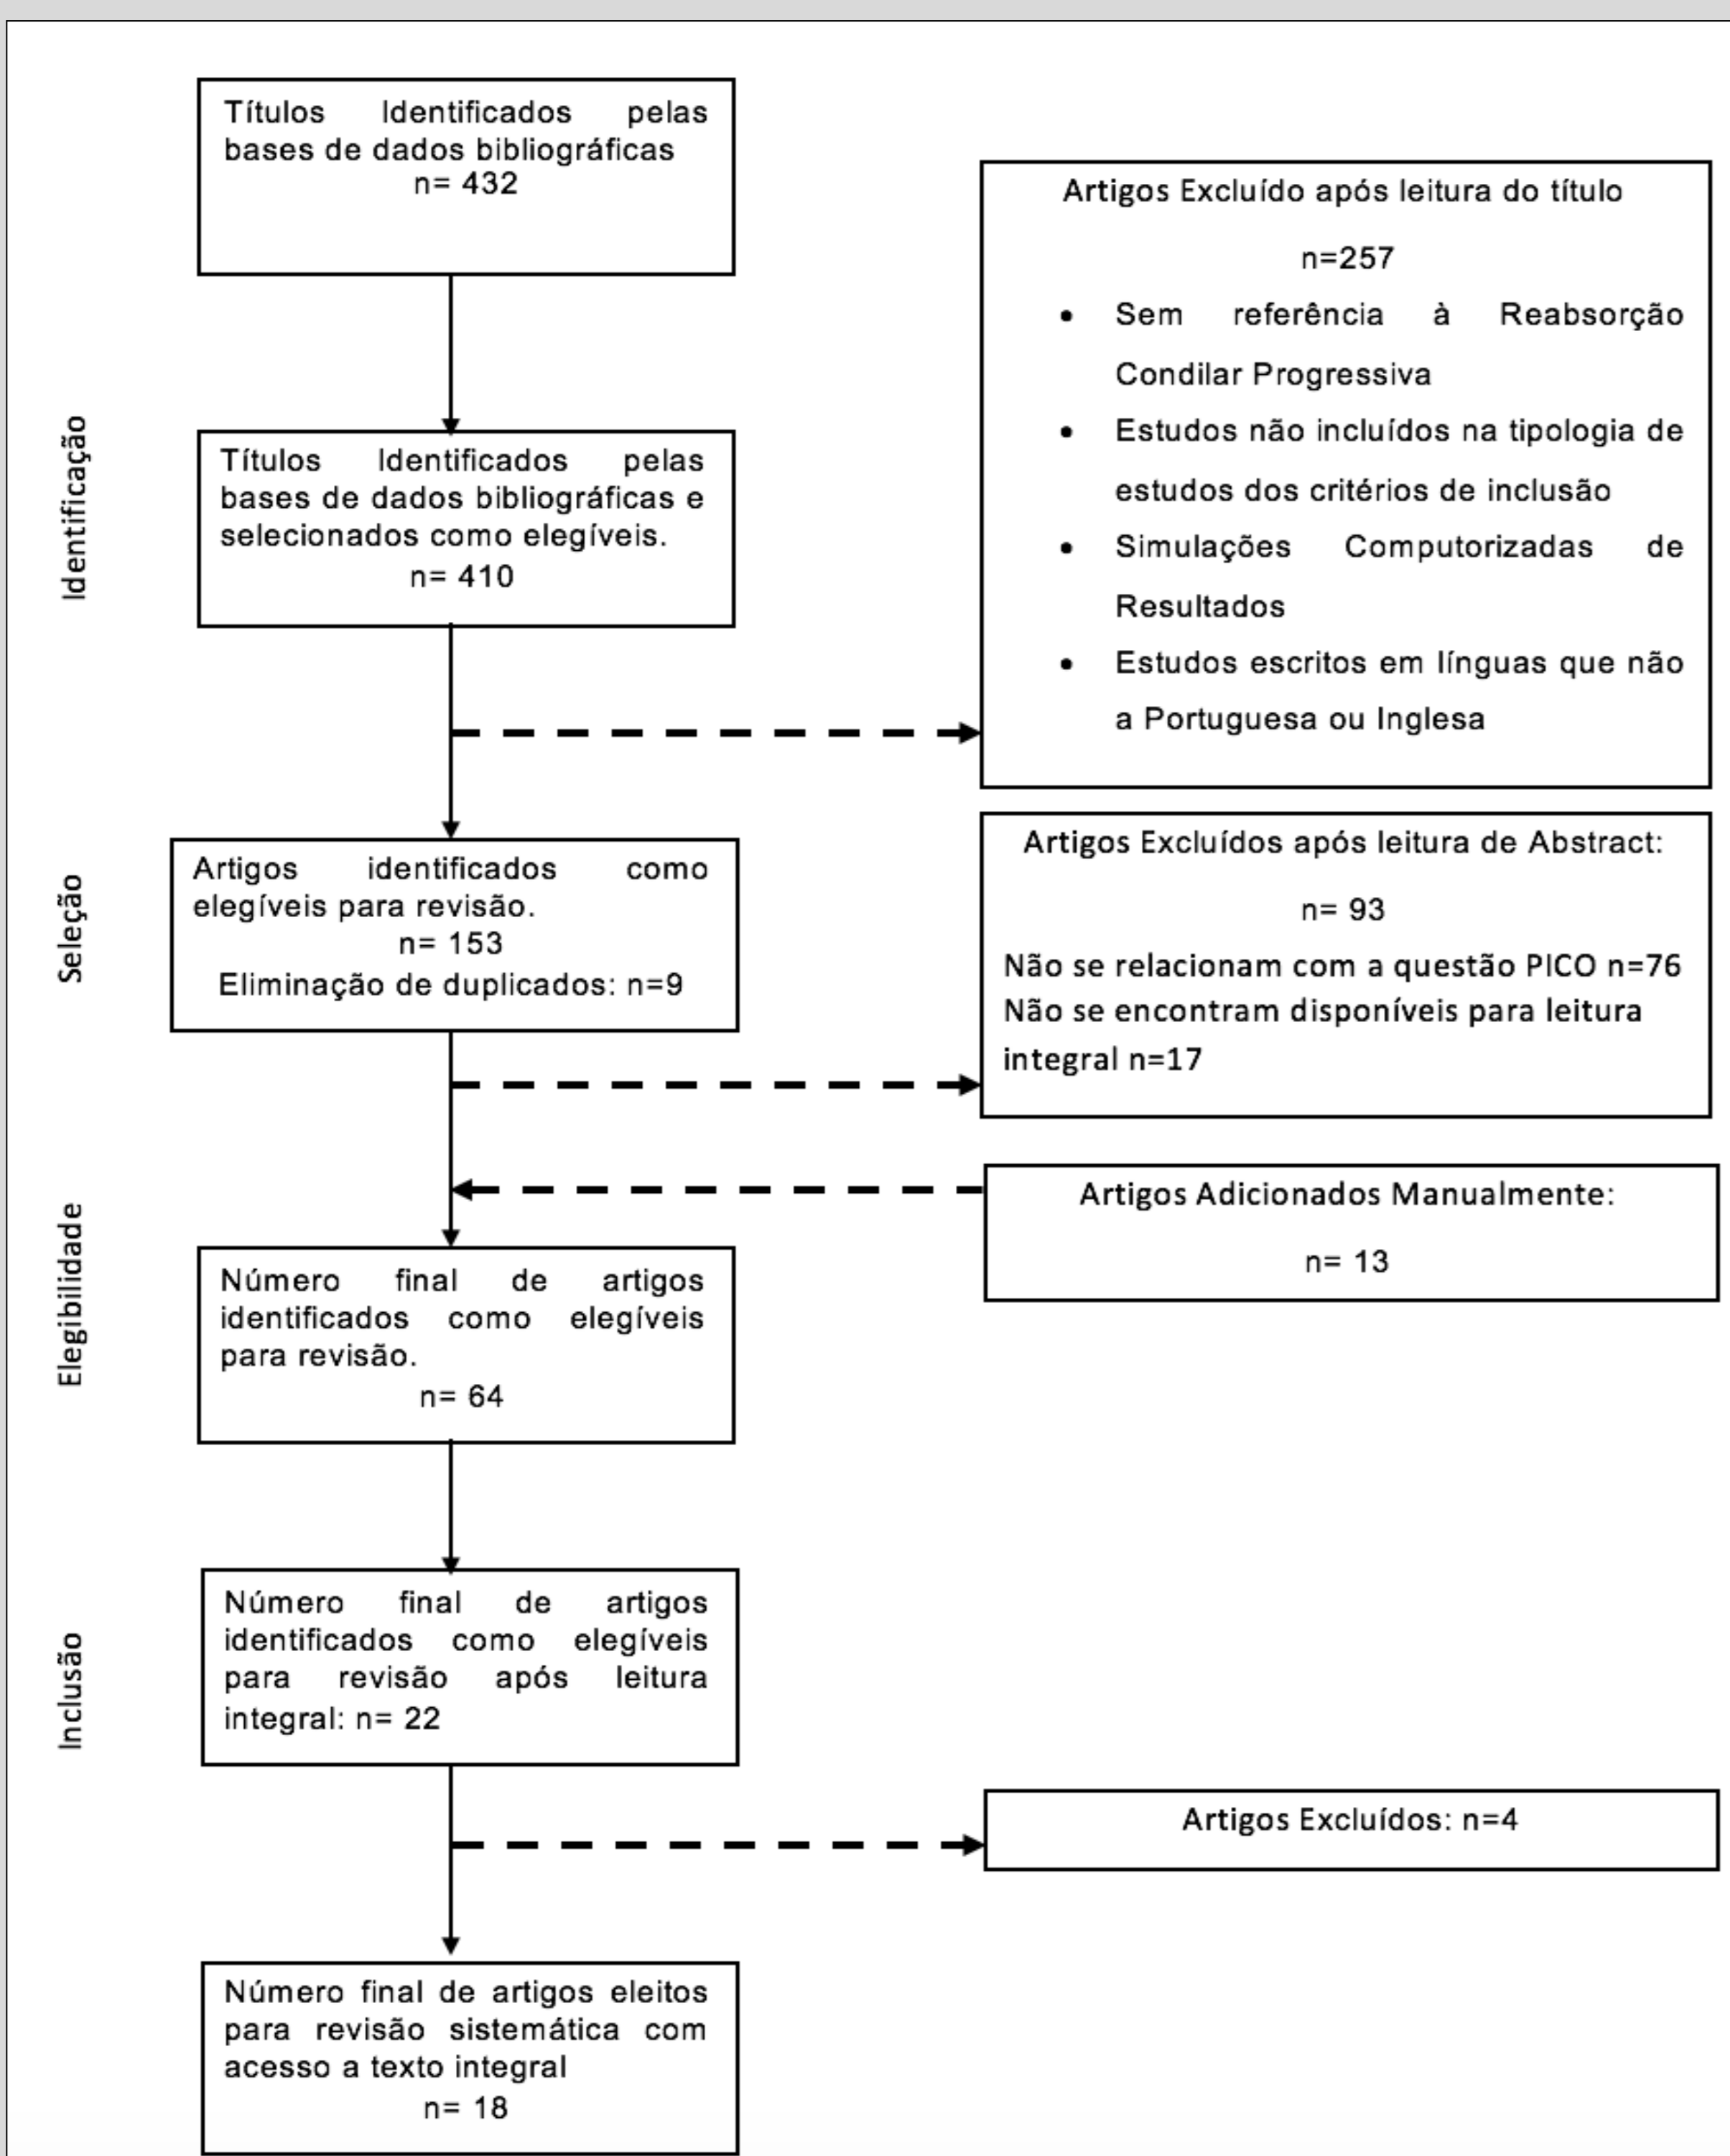 Títulos Identificados pelas
bases de dados bibliográficas
n= 432
Artigos Excluído após leitura do título
n=257
• Sem referência à Reabsorção
Condilar Progressiva
• Estudos não incluídos na tipologia de
estudos dos critérios de inclusão
• Simulações Computorizadas de
Resultados
• Estudos escritos em línguas que não
a Portuguesa ou Inglesa
Identificação
Títulos Identificados pelas
bases de dados bibliográficas e
selecionados como elegíveis.
n= 410
Seleção
Artigos identificados como
elegíveis para revisão.
n= 153
Eliminação de duplicados: n=9
Artigos Excluídos após leitura de Abstract:
n= 93
Não se relacionam com a questão PICO n=76
Não se encontram disponíveis para leitura
integral n=17
Artigos Adicionados Manualmente:
n= 13
Elegibilidade
Número final de artigos
identificados como elegíveis
para revisão.
n= 64
Inclusão
Número final de artigos
identificados como elegíveis
para revisão após leitura
integral: n= 22
Artigos Excluídos: n=4
Número final de artigos eleitos
para revisão sistemática com
acesso a texto integral
n= 18